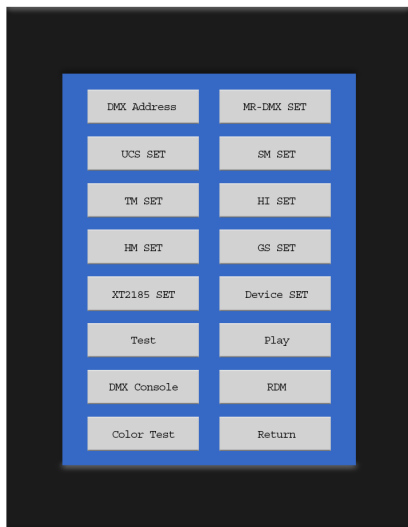 DMX Address
MR-DMX SET
UCS SET
SM SET
TM SET
HI SET
HM SET
GS SET
XT2185 SET
Device SET
Test
Play
DMX Console
RDM
Color Test
Return